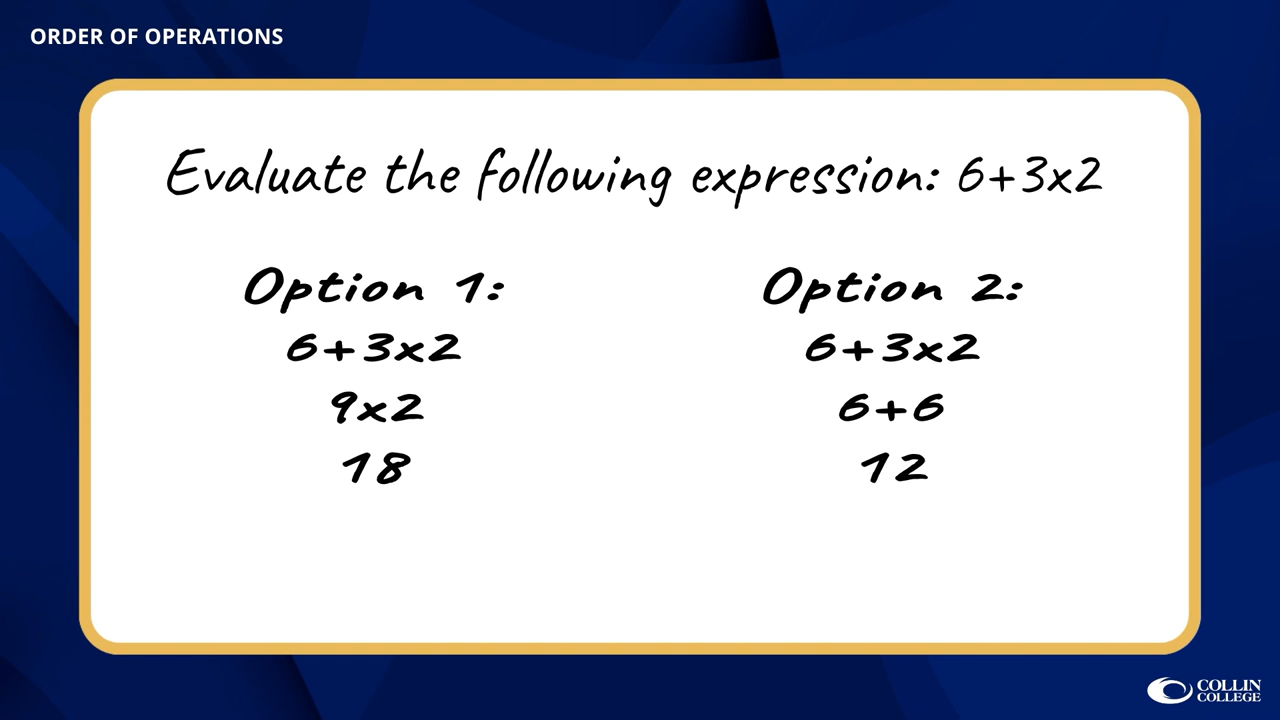 ORDER OF OPERATIONS
Evaluate the following expression: 6+3x2
Option 1:
6+3x2
9x2
18
Option 2:
6+3x2
6+6
12
COLLIN
COLLEGE